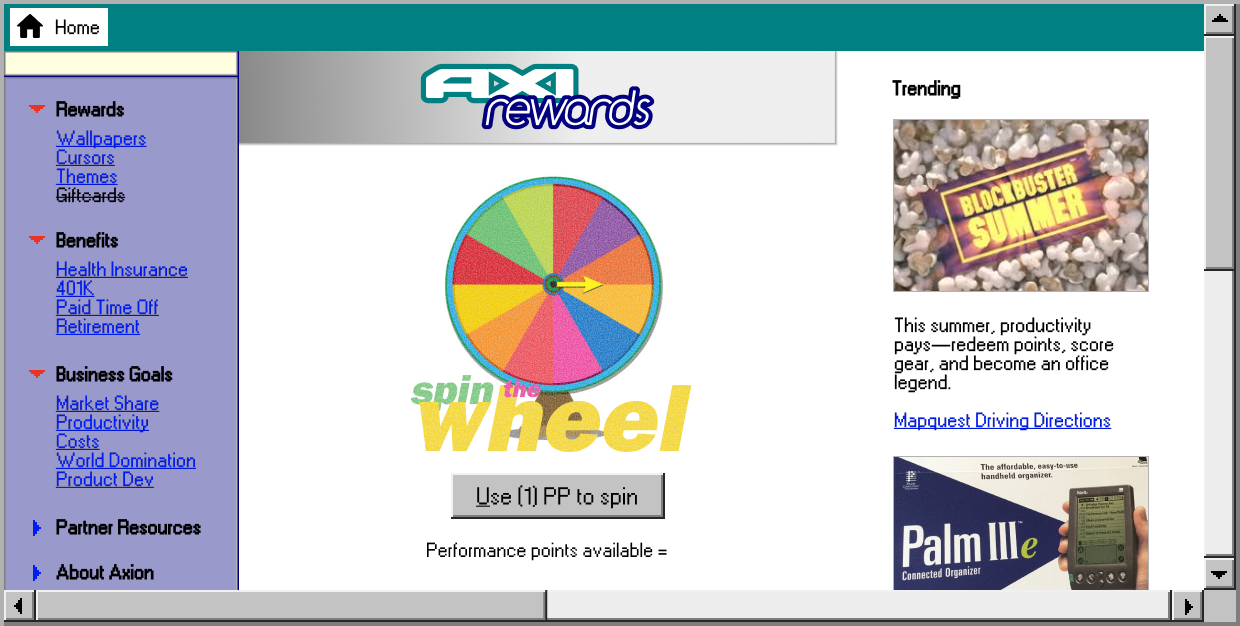 Home
Rewards
Wallpapers
Cursors
Themes
Giftcards
Benefits
Health Insurance
401K
Paid Time Off
Retirement
Business Goals
Market Share
Productivity
Costs
World Domination
Product Dev
Partner Resources
About Axion
AXI
rewards
spin the
wheel
Use (1) PP to spin
Performance points available =
Trending
BLOCKBUSTER
SUMMER
This summer, productivity
pays—redeem points, score
gear, and become an office
legend.
Mapquest Driving Directions
The affordable, easy-to-use
handheld organizer.
Palm IIIe™
Connected Organizer